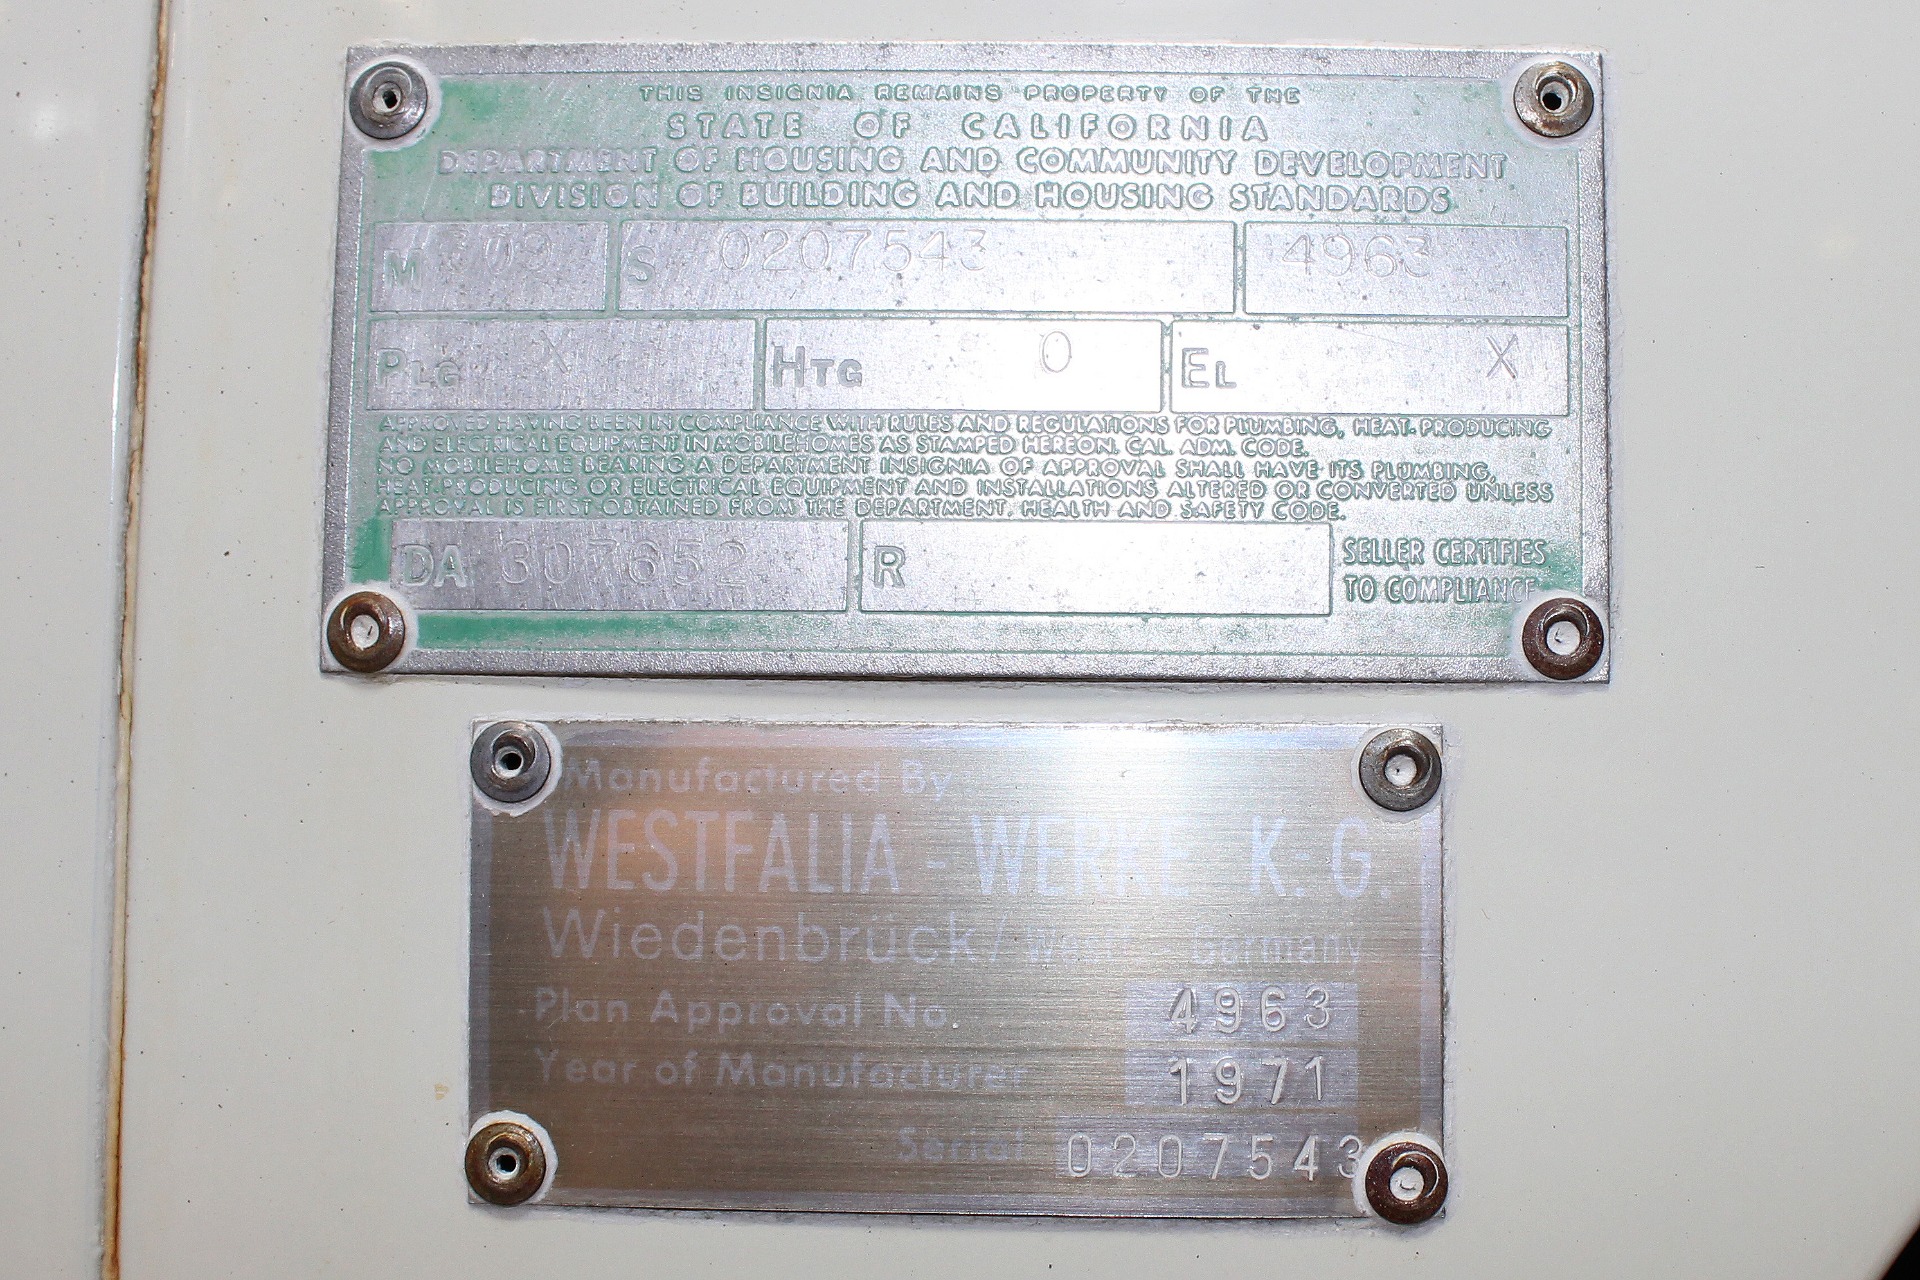 THIS INSIGNIA REMAINS PROPERTY OF THE
STATE OF CALIFORNIA
DEPARTMENT OF HOUSING AND COMMUNITY DEVELOPMENT
DIVISION OF BUILDING AND HOUSING STANDARDS
M 609 S 0207543 4963
PLG X HTG O EL X
APPROVED HAVING BEEN IN COMPLIANCE WITH RULES AND REGULATIONS FOR PLUMBING, HEAT-PRODUCING
AND ELECTRICAL EQUIPMENT IN MOBILEHOMES AS STAMPED HEREON. CAL. ADM. CODE.
NO MOBILEHOME BEARING A DEPARTMENT INSIGNIA OF APPROVAL SHALL HAVE ITS PLUMBING,
HEAT-PRODUCING OR ELECTRICAL EQUIPMENT AND INSTALLATIONS ALTERED OR CONVERTED UNLESS
APPROVAL IS FIRST OBTAINED FROM THE DEPARTMENT, HEALTH AND SAFETY CODE.
DA 307652 R SELLER CERTIFIES
TO COMPLIANCE
Manufactured By
WESTFALIA - WERKE K.G.
Wiedenbrück/West Germany
Plan Approval No. 4963
Year of Manufacturer 1971
Serial 0207543